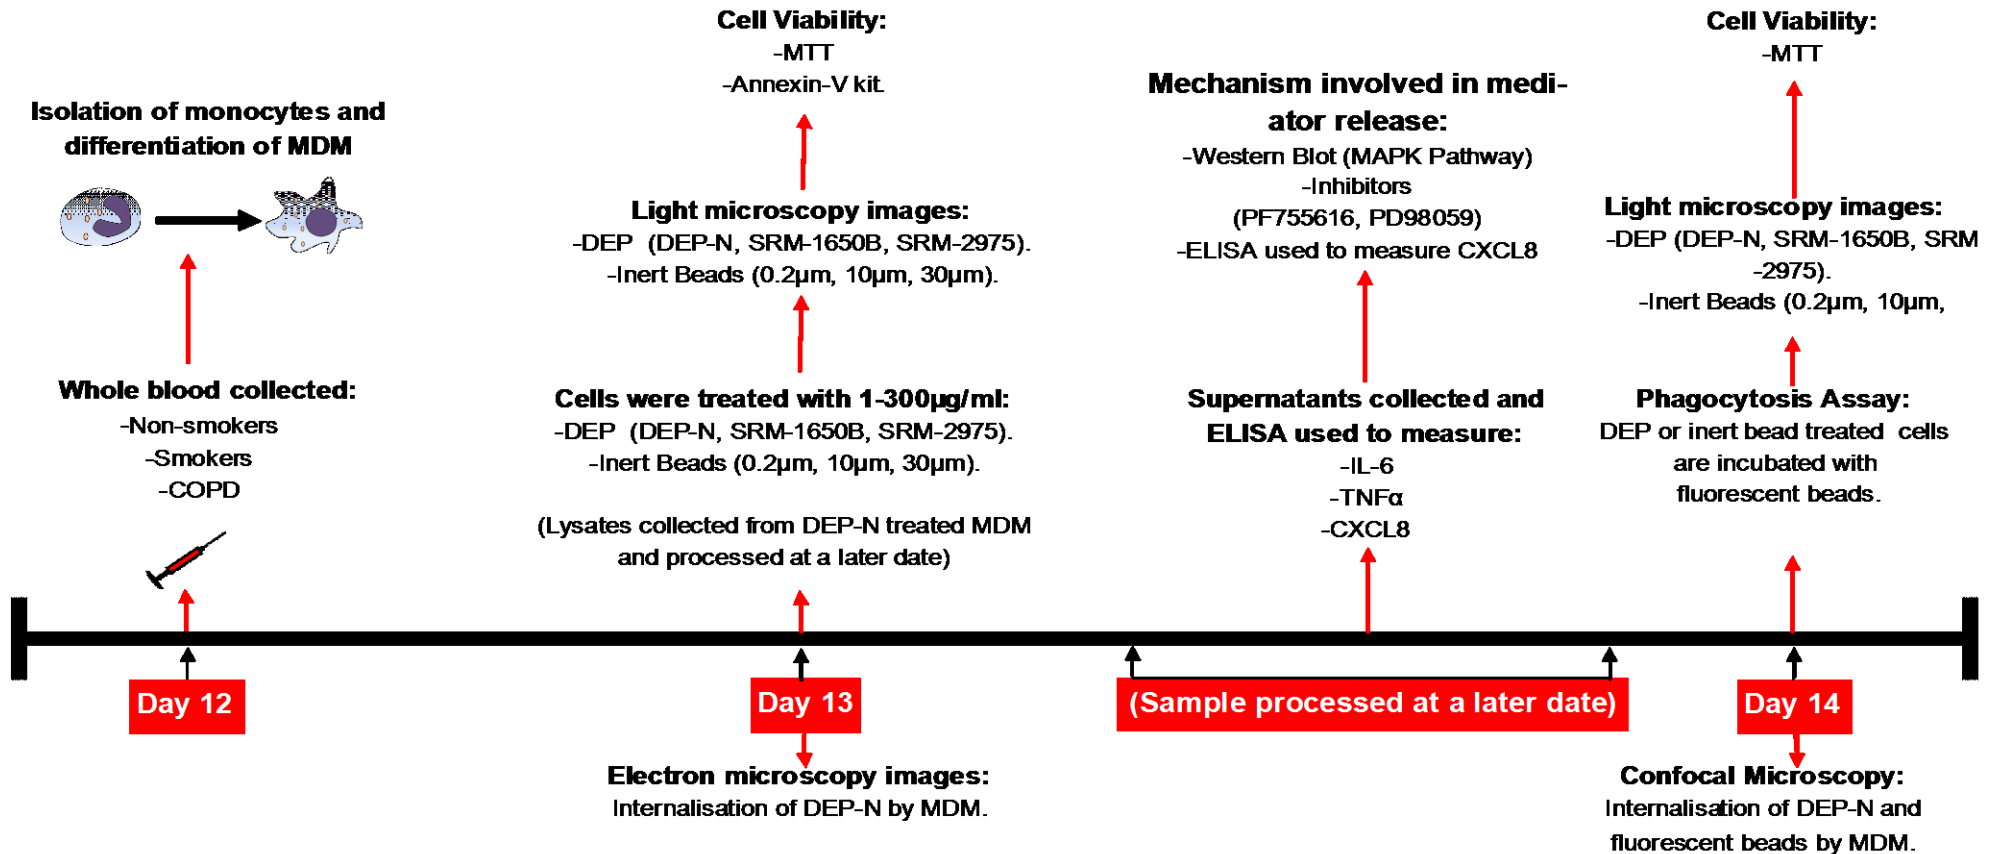 Isolation of monocytes and
differentiation of MDM
Whole blood collected:
-Non-smokers
-Smokers
-COPD
Day 12
Cell Viability:
-MTT
-Annexin-V kit.
Light microscopy images:
-DEP (DEP-N, SRM-1650B, SRM-2975).
-Inert Beads (0.2µm, 10µm, 30µm).
Cells were treated with 1-300µg/ml:
-DEP (DEP-N, SRM-1650B, SRM-2975).
-Inert Beads (0.2µm, 10µm, 30µm).
(Lysates collected from DEP-N treated MDM
and processed at a later date)
Day 13
Electron microscopy images:
Internalisation of DEP-N by MDM.
Mechanism involved in medi-
ator release:
-Western Blot (MAPK Pathway)
-Inhibitors
(PF755616, PD98059)
-ELISA used to measure CXCL8
Supernatants collected and
ELISA used to measure:
-IL-6
-TNFα
-CXCL8
(Sample processed at a later date)
Cell Viability:
-MTT
Light microscopy images:
-DEP (DEP-N, SRM-1650B, SRM
-2975).
-Inert Beads (0.2µm, 10µm,
Phagocytosis Assay:
DEP or inert bead treated cells
are incubated with
fluorescent beads.
Day 14
Confocal Microscopy:
Internalisation of DEP-N and
fluorescent beads by MDM.